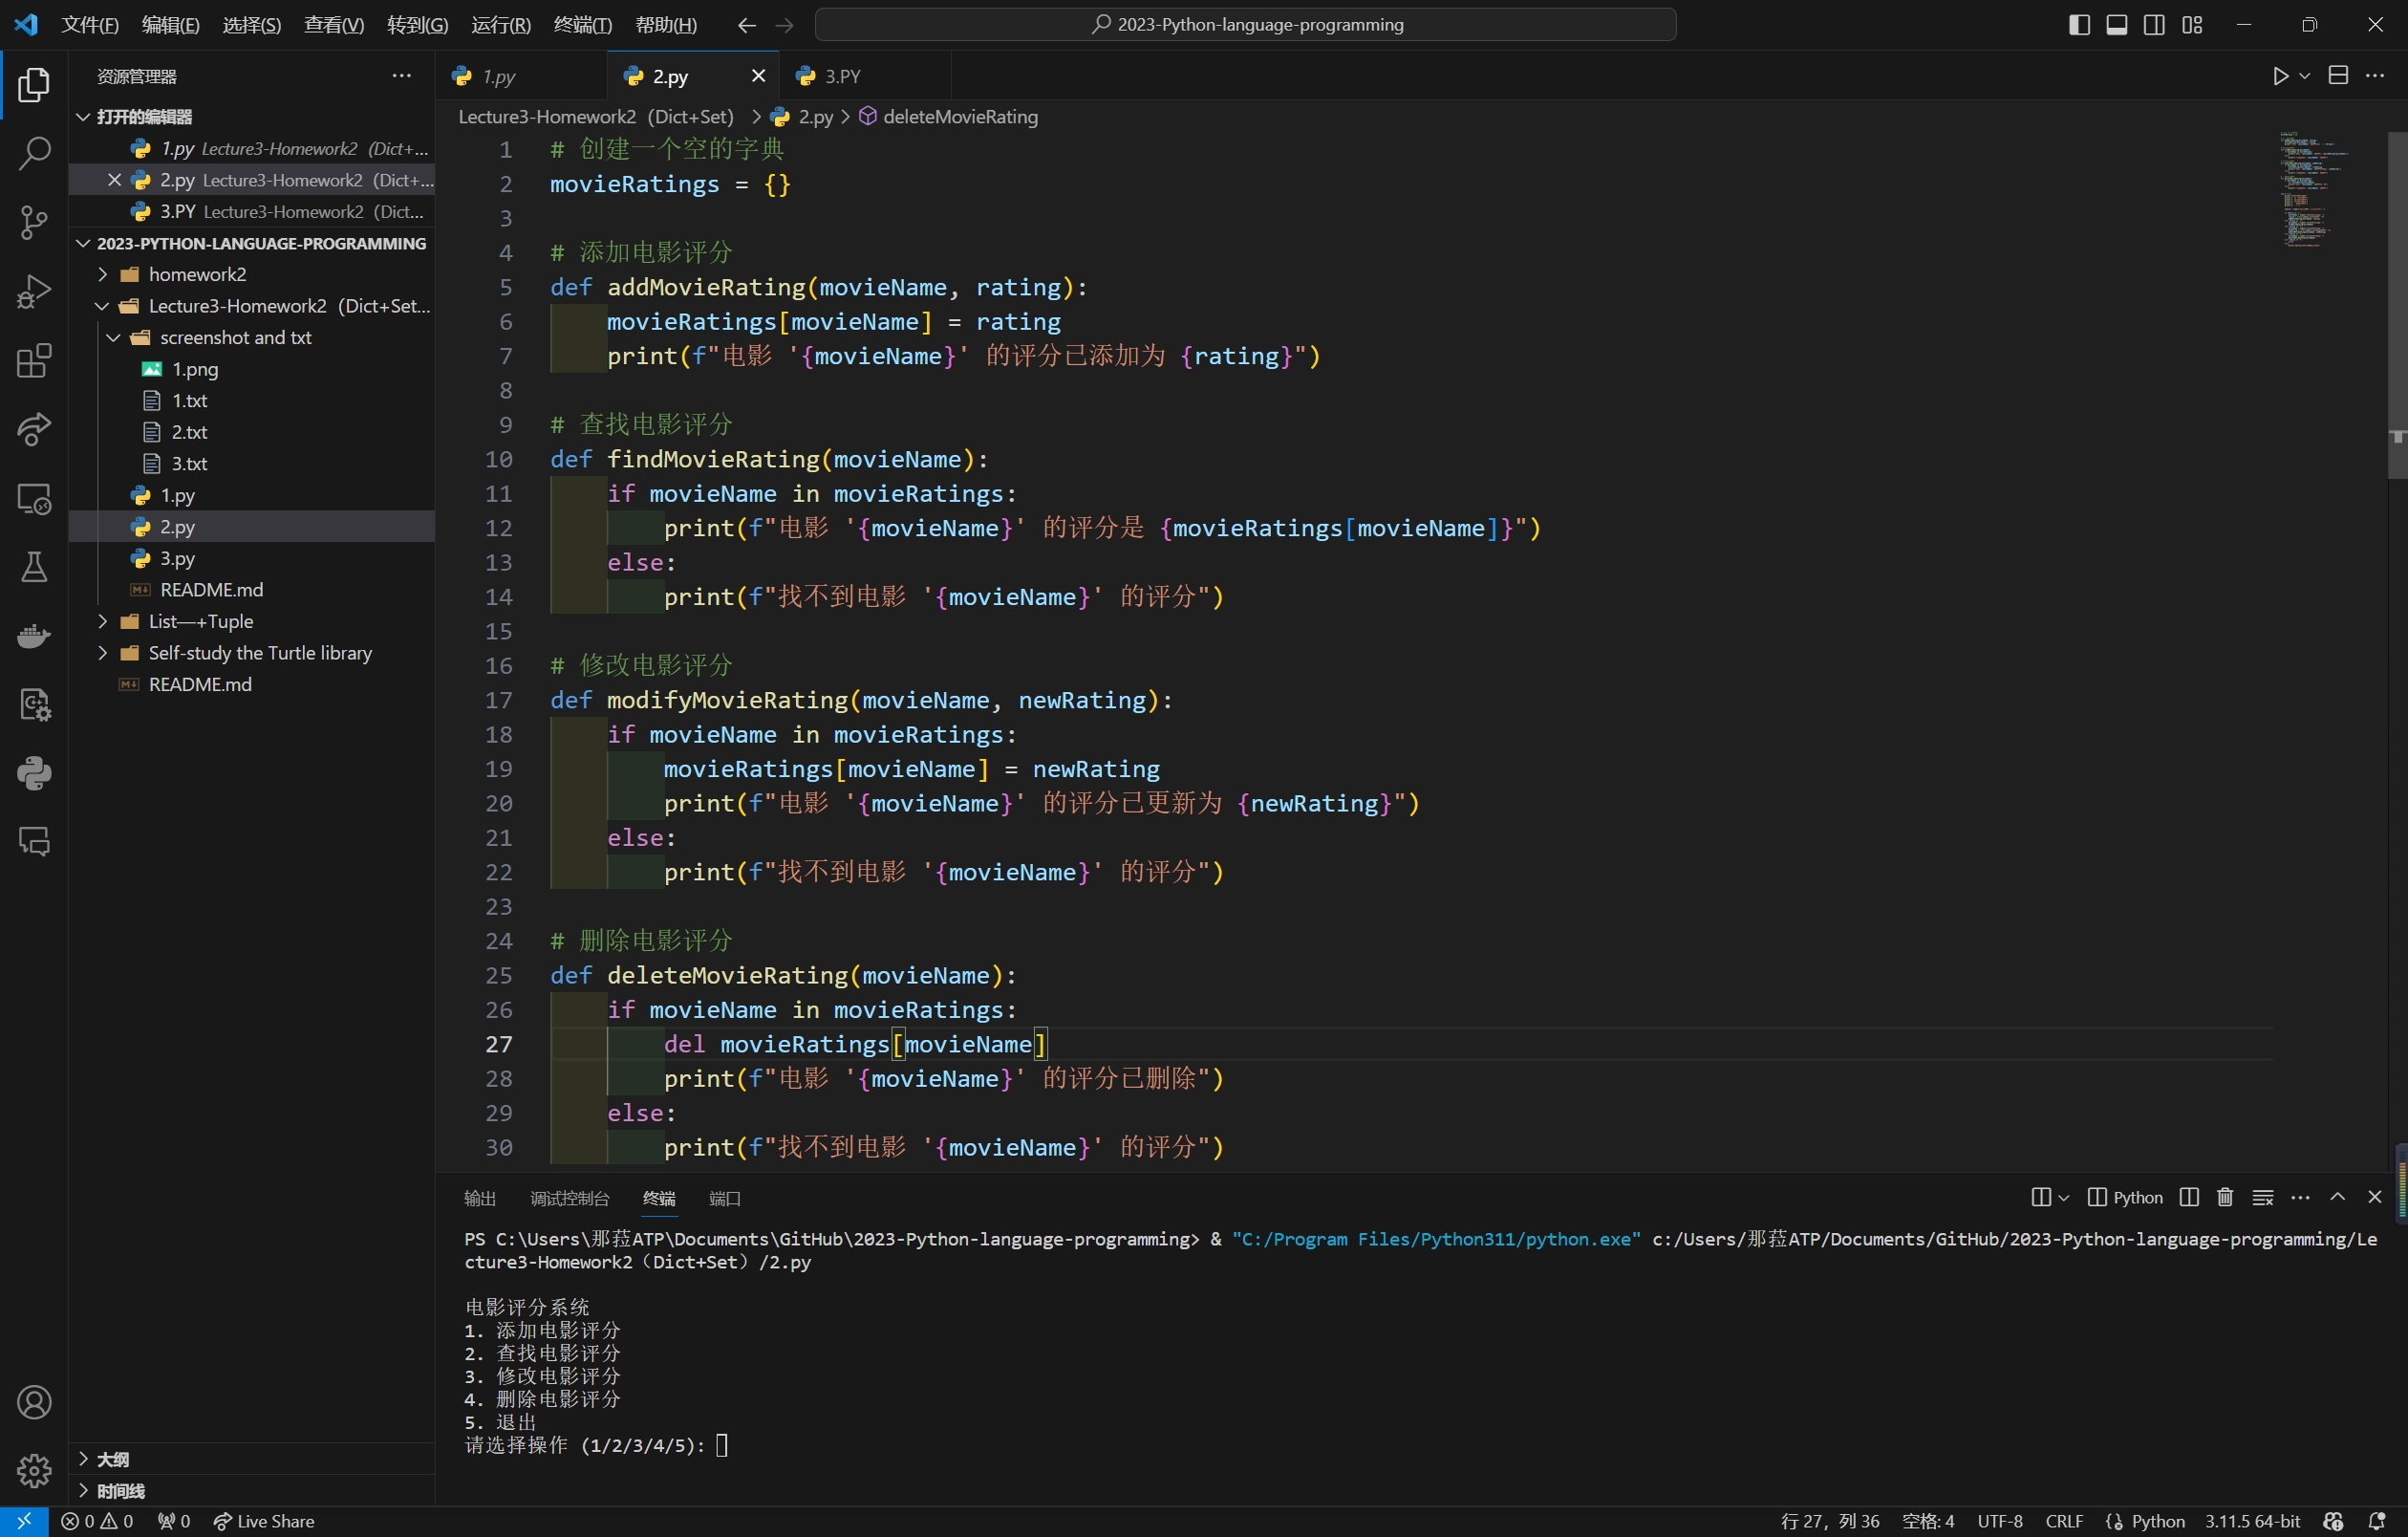 文件(F) 编辑(E) 选择(S) 查看(V) 转到(G) 运行(R) 终端(T) 帮助(H) 2023-Python-language-programming
资源管理器
1.py 2.py 3.PY
打开的编辑器
1.py Lecture3-Homework2 (Dict+...
2.py Lecture3-Homework2 (Dict+...
3.PY Lecture3-Homework2 (Dict...
2023-PYTHON-LANGUAGE-PROGRAMMING
homework2
Lecture3-Homework2 (Dict+Set...
screenshot and txt
1.png
1.txt
2.txt
3.txt
1.py
2.py
3.py
README.md
List—+Tuple
Self-study the Turtle library
README.md
大纲
时间线
Lecture3-Homework2 (Dict+Set) > 2.py > deleteMovieRating
1 # 创建一个空的字典
2 movieRatings = {}
3
4 # 添加电影评分
5 def addMovieRating(movieName, rating):
6 movieRatings[movieName] = rating
7 print(f"电影 '{movieName}' 的评分已添加为 {rating}")
8
9 # 查找电影评分
10 def findMovieRating(movieName):
11 if movieName in movieRatings:
12 print(f"电影 '{movieName}' 的评分是 {movieRatings[movieName]}")
13 else:
14 print(f"找不到电影 '{movieName}' 的评分")
15
16 # 修改电影评分
17 def modifyMovieRating(movieName, newRating):
18 if movieName in movieRatings:
19 movieRatings[movieName] = newRating
20 print(f"电影 '{movieName}' 的评分已更新为 {newRating}")
21 else:
22 print(f"找不到电影 '{movieName}' 的评分")
23
24 # 删除电影评分
25 def deleteMovieRating(movieName):
26 if movieName in movieRatings:
27 del movieRatings[movieName]
28 print(f"电影 '{movieName}' 的评分已删除")
29 else:
30 print(f"找不到电影 '{movieName}' 的评分")
输出 调试控制台 终端 端口 Python
PS C:\Users\那菈ATP\Documents\GitHub\2023-Python-language-programming> & "C:/Program Files/Python311/python.exe" c:/Users/那菈ATP/Documents/GitHub/2023-Python-language-programming/Le
cture3-Homework2（Dict+Set）/2.py
电影评分系统
1. 添加电影评分
2. 查找电影评分
3. 修改电影评分
4. 删除电影评分
5. 退出
请选择操作 (1/2/3/4/5):
0 0 0 Live Share 行 27，列 36 空格: 4 UTF-8 CRLF Python 3.11.5 64-bit